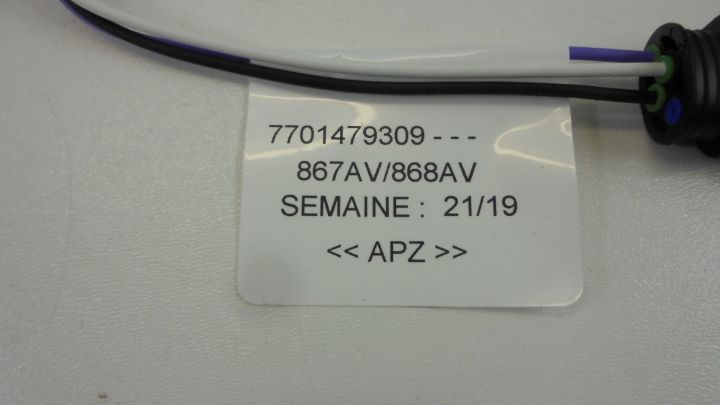 7701479309 - - -
867AV/868AV
SEMAINE : 21/19
<< APZ >>